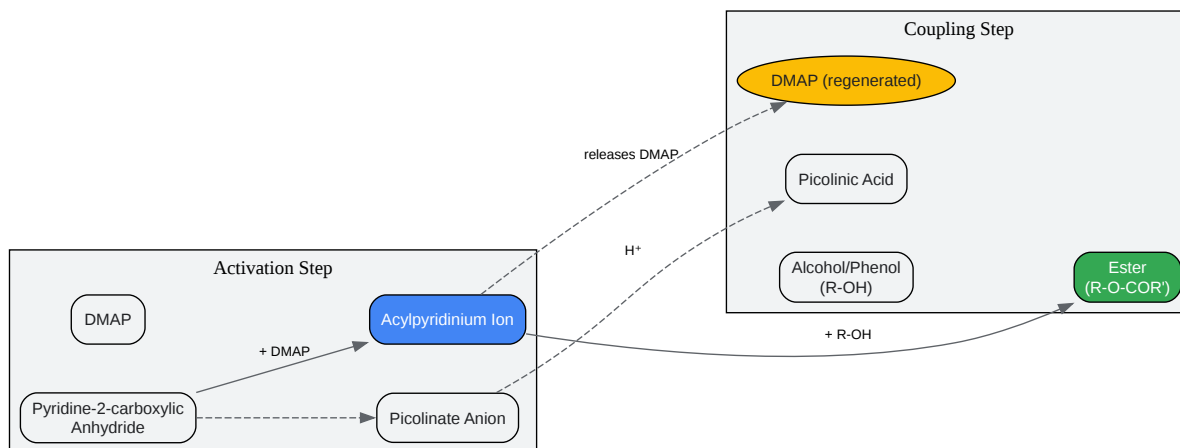 Coupling Step
DMAP (regenerated)
releases DMAP
Picolinic Acid
H⁺
Alcohol/Phenol
(R-OH)
Ester
(R-O-COR')
+ R-OH
Activation Step
DMAP
Acylpyridinium Ion
+ DMAP
Pyridine-2-carboxylic
Anhydride
Picolinate Anion